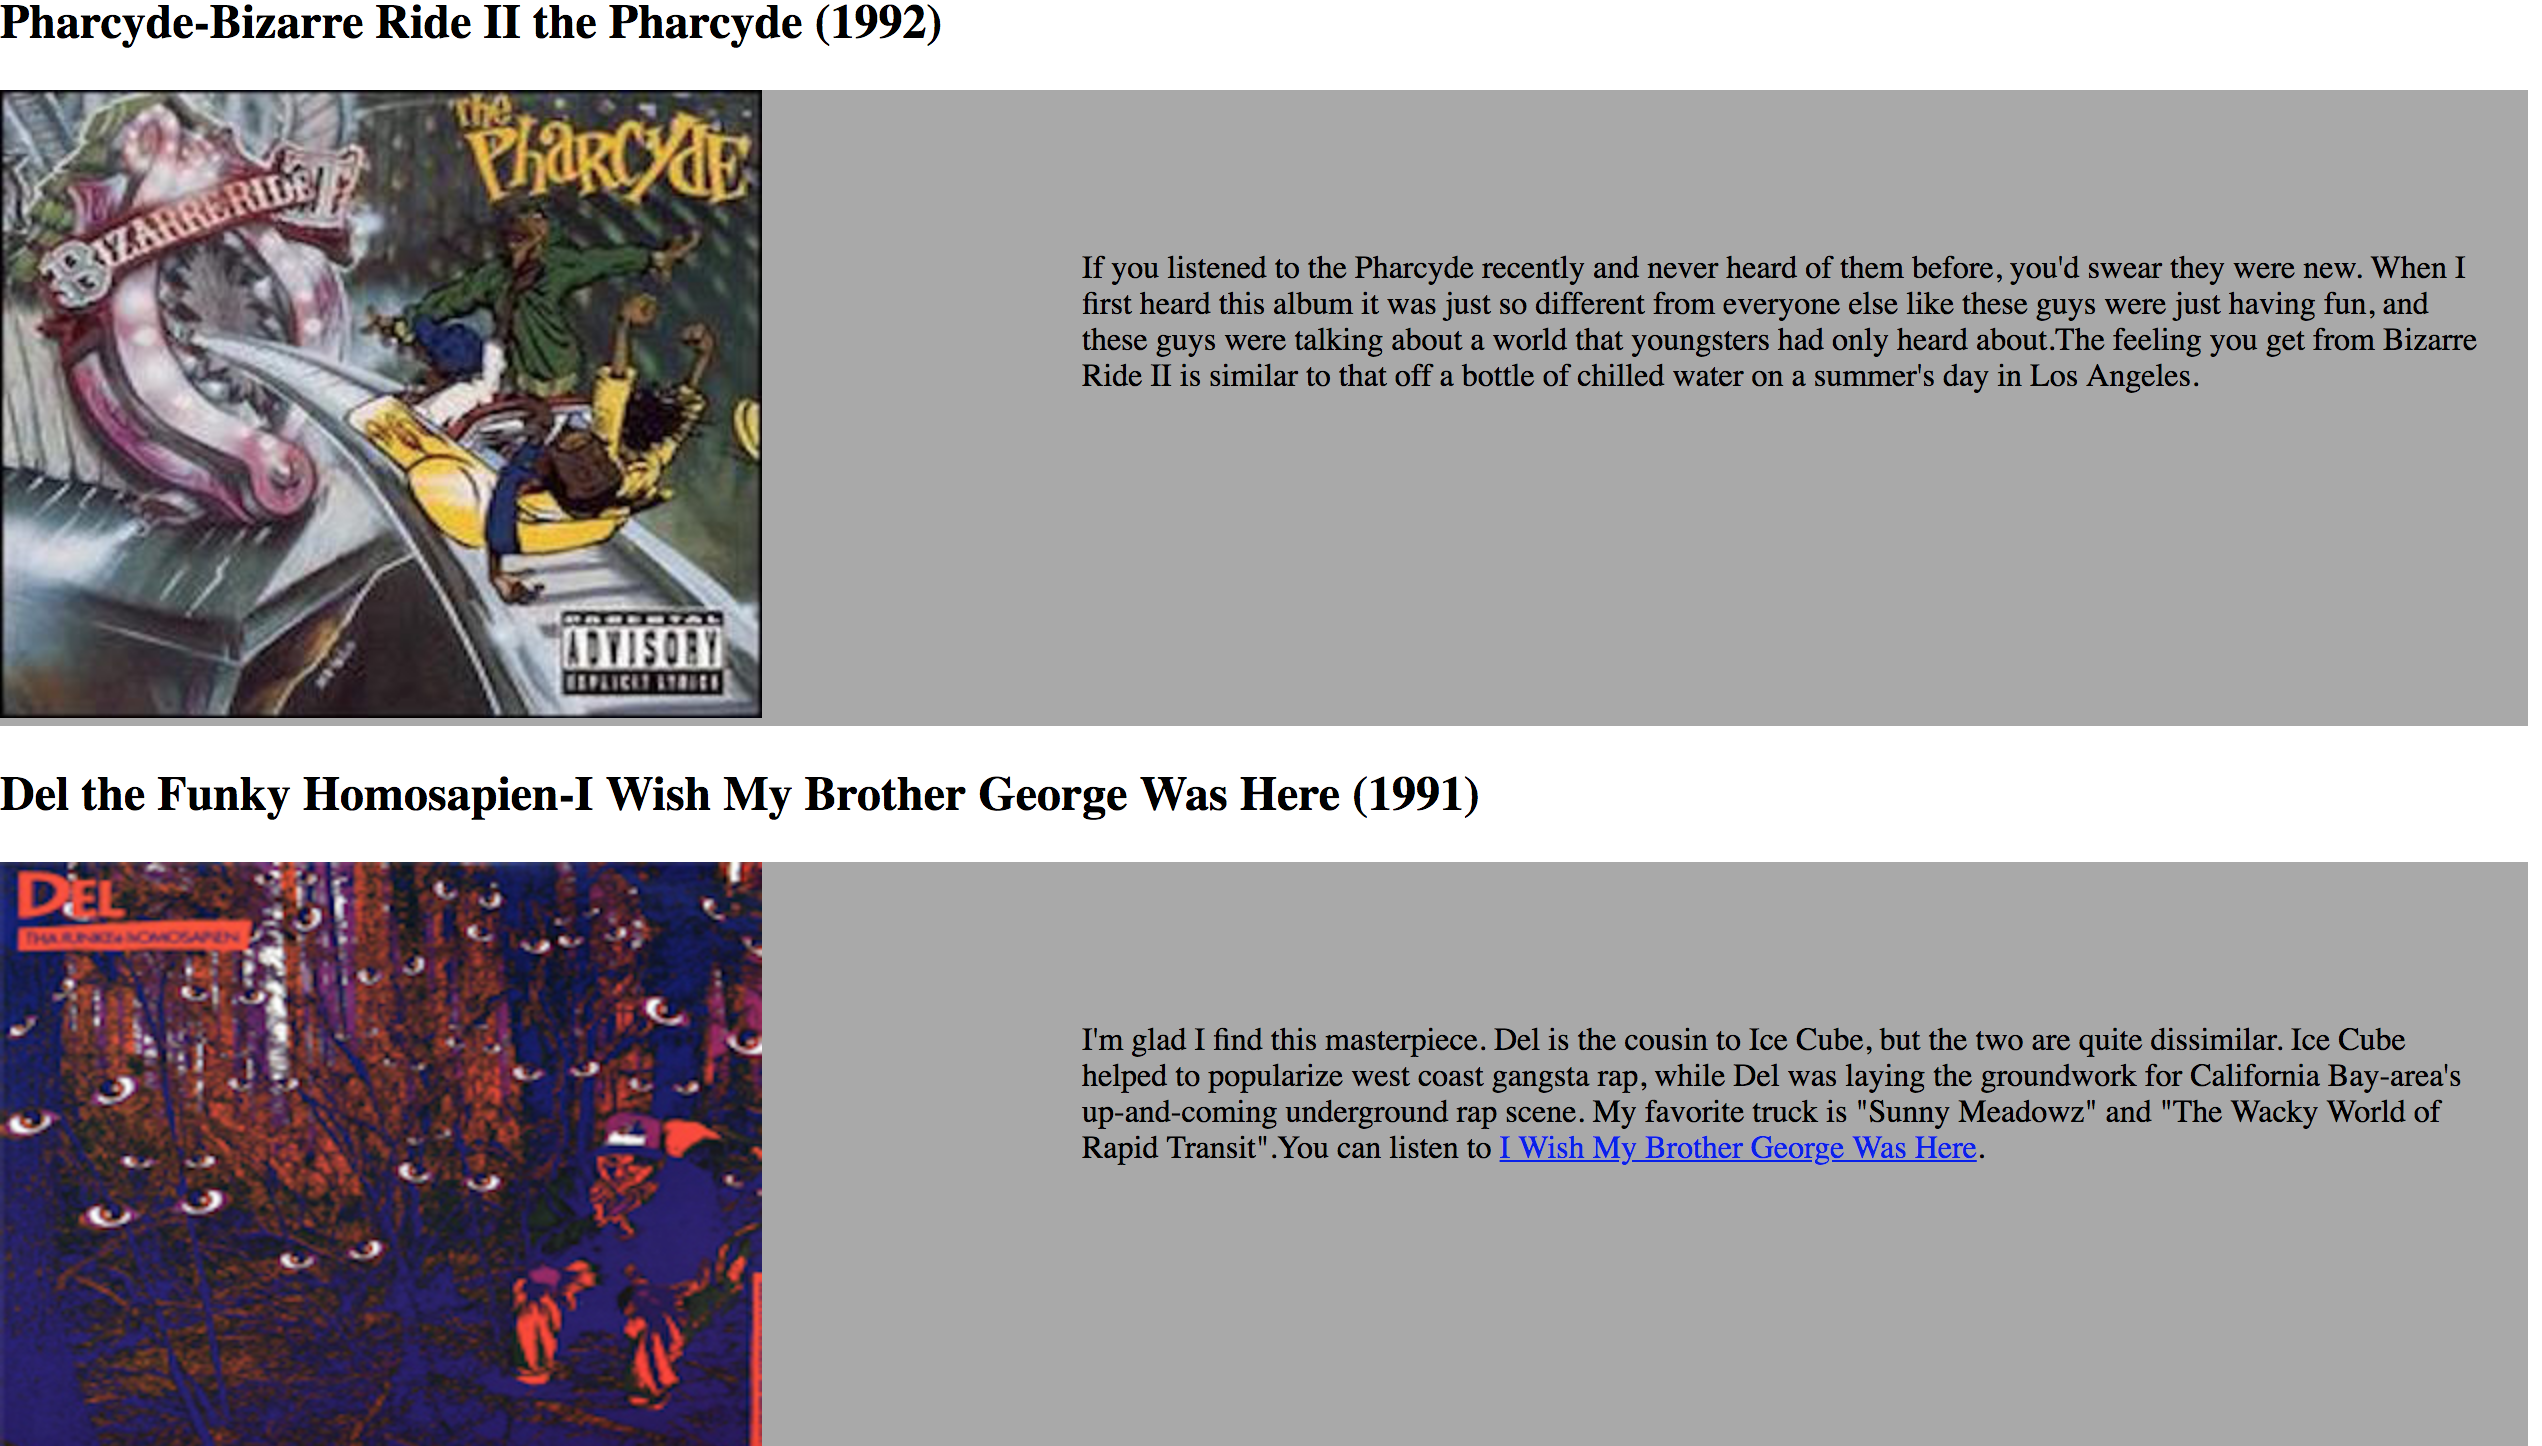 Pharcyde-Bizarre Ride II the Pharcyde (1992)
the
PharcydE
BIZARRE RIDE II
If you listened to the Pharcyde recently and never heard of them before, you'd swear they were new. When I
first heard this album it was just so different from everyone else like these guys were just having fun, and
these guys were talking about a world that youngsters had only heard about.The feeling you get from Bizarre
Ride II is similar to that off a bottle of chilled water on a summer's day in Los Angeles.
PARENTAL
ADVISORY
EXPLICIT LYRICS
Del the Funky Homosapien-I Wish My Brother George Was Here (1991)
DEL
THA FUNKEé HOMOSAPIEN
I'm glad I find this masterpiece. Del is the cousin to Ice Cube, but the two are quite dissimilar. Ice Cube
helped to popularize west coast gangsta rap, while Del was laying the groundwork for California Bay-area's
up-and-coming underground rap scene. My favorite truck is "Sunny Meadowz" and "The Wacky World of
Rapid Transit".You can listen to I Wish My Brother George Was Here.